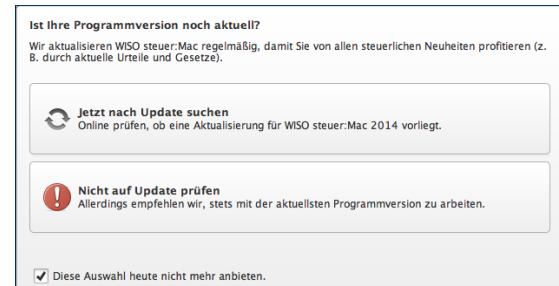 Ist Ihre Programmversion noch aktuell?
Wir aktualisieren WISO steuer:Mac regelmäßig, damit Sie von allen steuerlichen Neuheiten profitieren (z.
B. durch aktuelle Urteile und Gesetze).
Jetzt nach Update suchen
Online prüfen, ob eine Aktualisierung für WISO steuer:Mac 2014 vorliegt.
Nicht auf Update prüfen
Allerdings empfehlen wir, stets mit der aktuellsten Programmversion zu arbeiten.
Diese Auswahl heute nicht mehr anbieten.